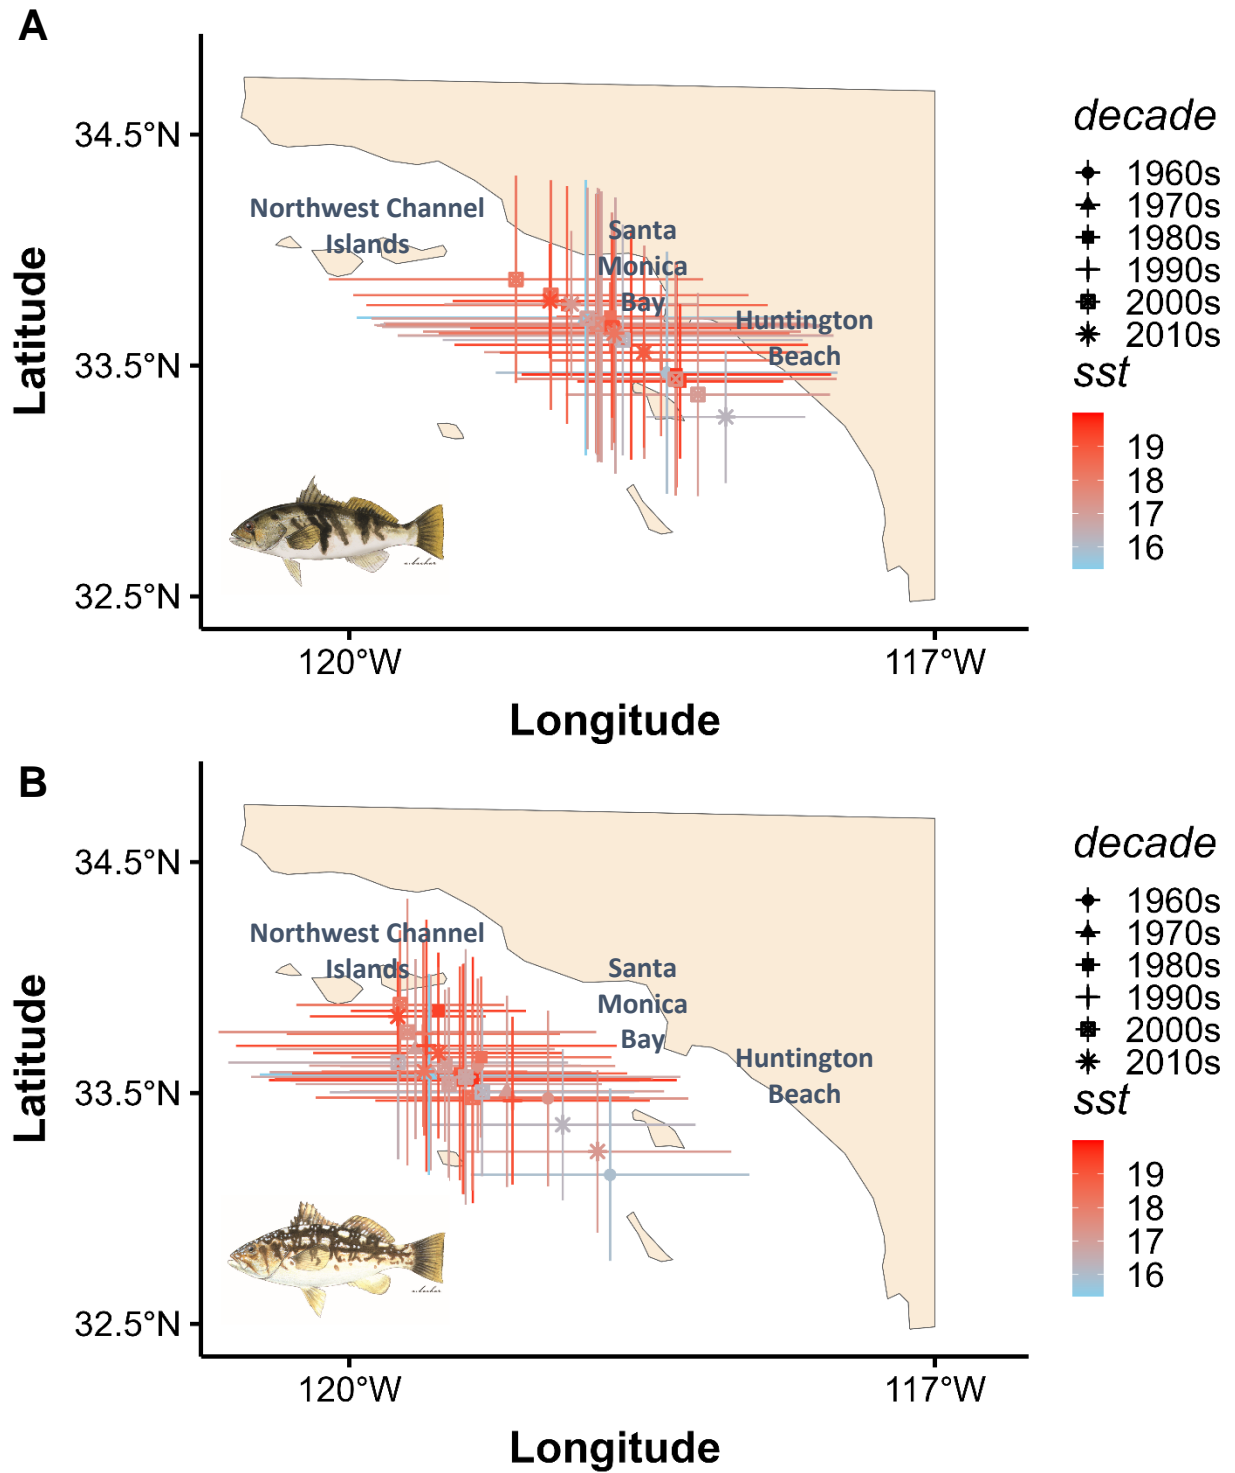 A
34.5°N
33.5°N
32.5°N
Latitude
Northwest Channel
Islands
Santa
Monica
Bay
Huntington
Beach
120°W
117°W
Longitude
decade
1960s
1970s
1980s
1990s
2000s
2010s
sst
19
18
17
16
B
34.5°N
33.5°N
32.5°N
Latitude
Northwest Channel
Islands
Santa
Monica
Bay
Huntington
Beach
120°W
117°W
Longitude
decade
1960s
1970s
1980s
1990s
2000s
2010s
sst
19
18
17
16